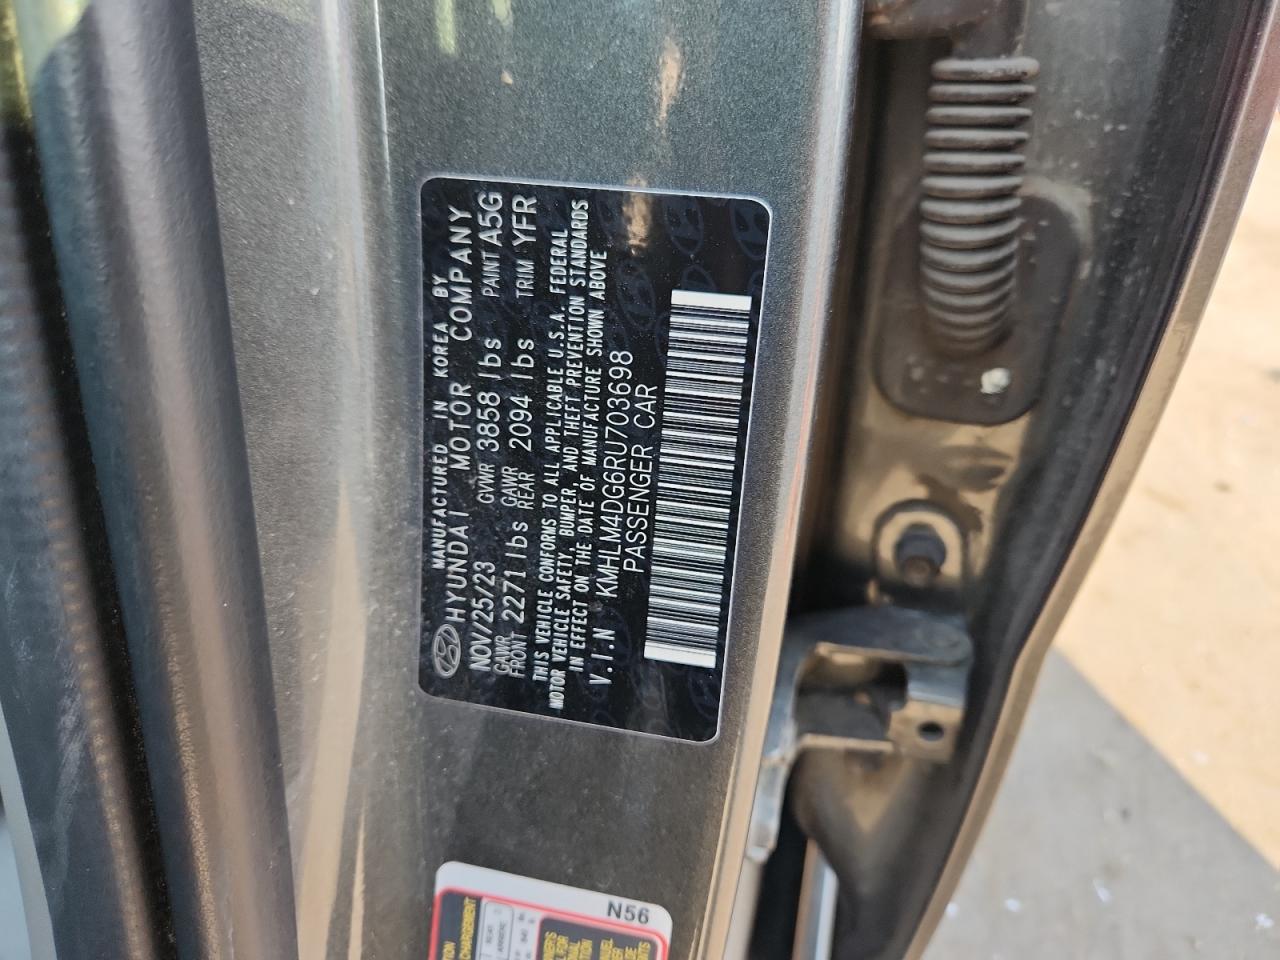 MANUFACTURED IN KOREA BY
HYUNDAI MOTOR COMPANY
NOV/25/23 GVWR 3858 lbs PAINT A5G
GAWR FRONT 2271 lbs GAWR REAR 2094 lbs TRIM YFR
THIS VEHICLE CONFORMS TO ALL APPLICABLE U.S.A. FEDERAL
MOTOR VEHICLE SAFETY, BUMPER, AND THEFT PREVENTION STANDARDS
IN EFFECT ON THE DATE OF MANUFACTURE SHOWN ABOVE
V.I.N KMHLM4DG6RU703698
PASSENGER CAR
N56